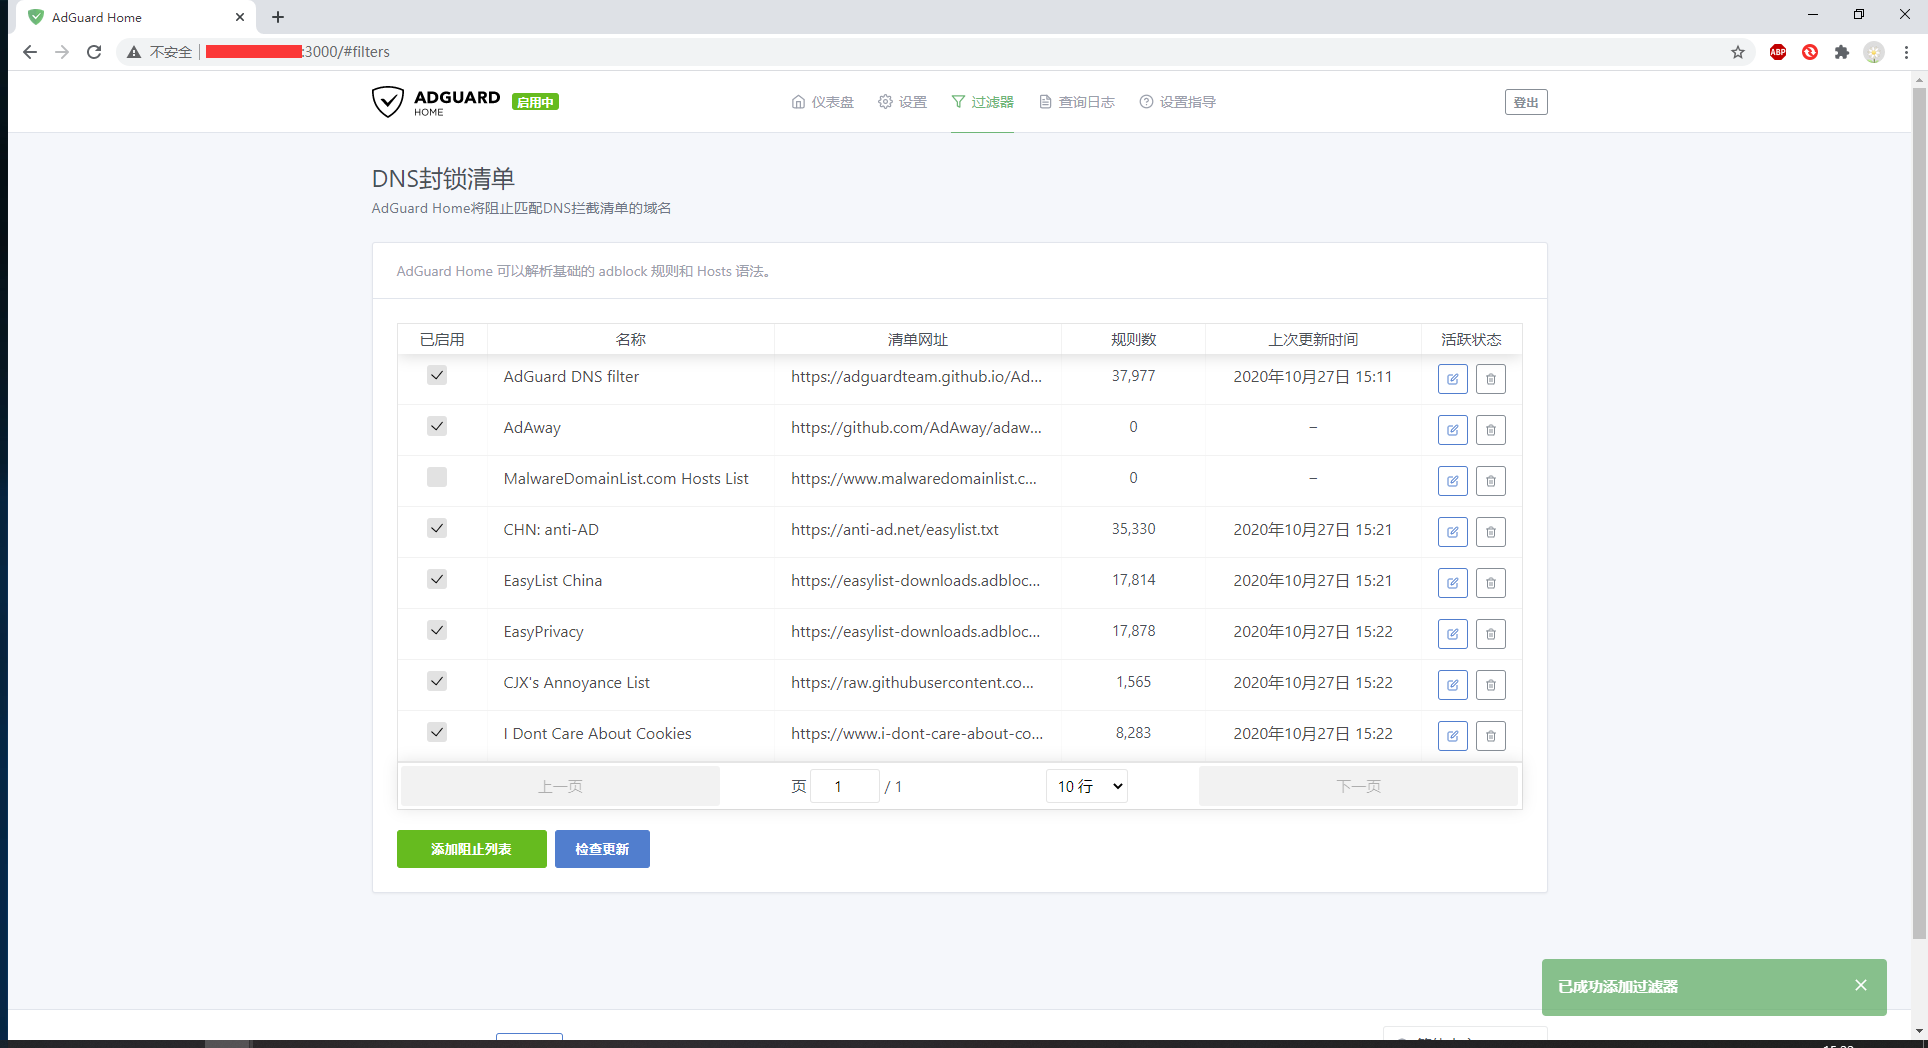 AdGuard Home
不安全 :3000/#filters
ABP
ADGUARD HOME 启用中 仪表盘 设置 过滤器 查询日志 设置指导 登出
DNS封锁清单
AdGuard Home将阻止匹配DNS拦截清单的域名
AdGuard Home 可以解析基础的 adblock 规则和 Hosts 语法。
已启用 名称 清单网址 规则数 上次更新时间 活跃状态
AdGuard DNS filter https://adguardteam.github.io/Ad... 37,977 2020年10月27日 15:11
AdAway https://github.com/AdAway/adaw... 0 –
MalwareDomainList.com Hosts List https://www.malwaredomainlist.c... 0 –
CHN: anti-AD https://anti-ad.net/easylist.txt 35,330 2020年10月27日 15:21
EasyList China https://easylist-downloads.adbloc... 17,814 2020年10月27日 15:21
EasyPrivacy https://easylist-downloads.adbloc... 17,878 2020年10月27日 15:22
CJX's Annoyance List https://raw.githubusercontent.co... 1,565 2020年10月27日 15:22
I Dont Care About Cookies https://www.i-dont-care-about-co... 8,283 2020年10月27日 15:22
上一页 页 1 / 1 10 行 下一页
添加阻止列表 检查更新
已成功添加过滤器